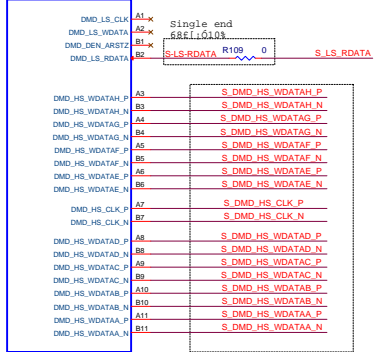 DMD_LS_CLK A1
DMD_LS_WDATA A2
DMD_DEN_ARSTZ B1
DMD_LS_RDATA B2
Single end
68£[¡Ó10%
S-LS-RDATA R109 0 S_LS_RDATA
DMD_HS_WDATAH_P A3 S_DMD_HS_WDATAH_P
DMD_HS_WDATAH_N B3 S_DMD_HS_WDATAH_N
DMD_HS_WDATAG_P A4 S_DMD_HS_WDATAG_P
DMD_HS_WDATAG_N B4 S_DMD_HS_WDATAG_N
DMD_HS_WDATAF_P A5 S_DMD_HS_WDATAF_P
DMD_HS_WDATAF_N B5 S_DMD_HS_WDATAF_N
DMD_HS_WDATAE_P A6 S_DMD_HS_WDATAE_P
DMD_HS_WDATAE_N B6 S_DMD_HS_WDATAE_N
DMD_HS_CLK_P A7 S_DMD_HS_CLK_P
DMD_HS_CLK_N B7 S_DMD_HS_CLK_N
DMD_HS_WDATAD_P A8 S_DMD_HS_WDATAD_P
DMD_HS_WDATAD_N B8 S_DMD_HS_WDATAD_N
DMD_HS_WDATAC_P A9 S_DMD_HS_WDATAC_P
DMD_HS_WDATAC_N B9 S_DMD_HS_WDATAC_N
DMD_HS_WDATAB_P A10 S_DMD_HS_WDATAB_P
DMD_HS_WDATAB_N B10 S_DMD_HS_WDATAB_N
DMD_HS_WDATAA_P A11 S_DMD_HS_WDATAA_P
DMD_HS_WDATAA_N B11 S_DMD_HS_WDATAA_N